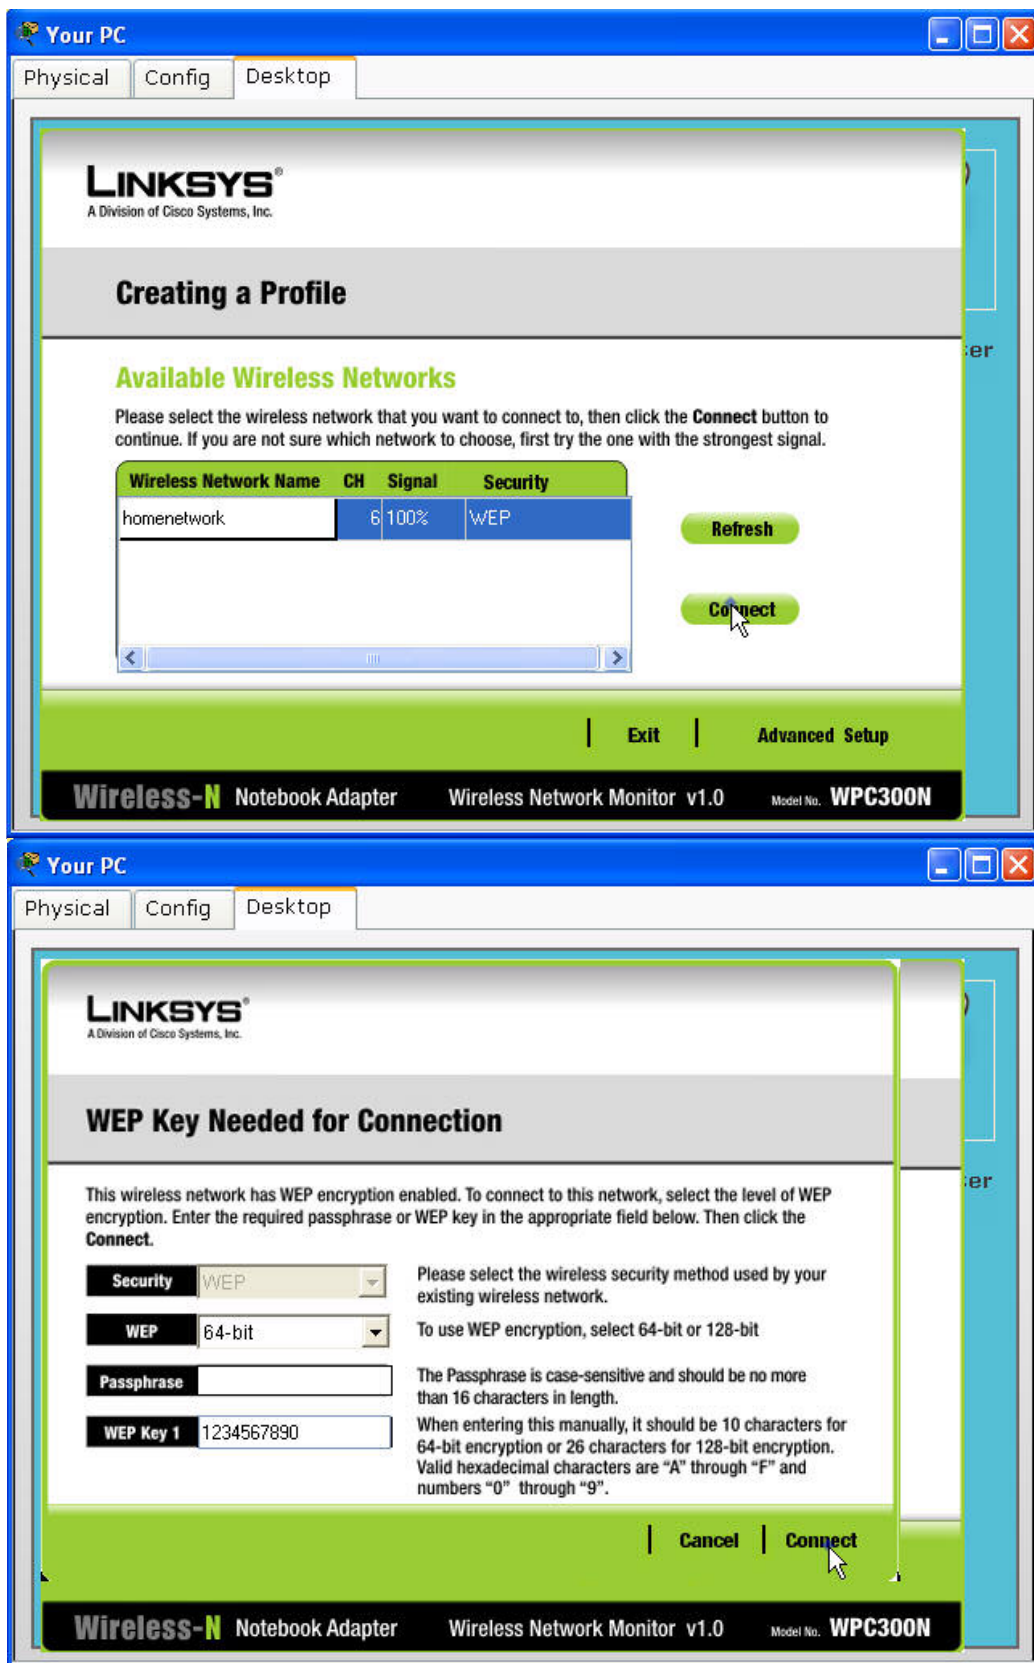 Your PC
Physical Config Desktop
LINKSYS®
A Division of Cisco Systems, Inc.
Creating a Profile
er
Available Wireless Networks
Please select the wireless network that you want to connect to, then click the Connect button to
continue. If you are not sure which network to choose, first try the one with the strongest signal.
Wireless Network Name CH Signal Security
homenetwork 6 100% WEP
Refresh
Connect
Exit Advanced Setup
Wireless-N Notebook Adapter Wireless Network Monitor v1.0 Model No. WPC300N
Your PC
Physical Config Desktop
LINKSYS®
A Division of Cisco Systems, Inc.
WEP Key Needed for Connection
er
This wireless network has WEP encryption enabled. To connect to this network, select the level of WEP
encryption. Enter the required passphrase or WEP key in the appropriate field below. Then click the
Connect.
Security WEP Please select the wireless security method used by your
existing wireless network.
WEP 64-bit To use WEP encryption, select 64-bit or 128-bit
Passphrase The Passphrase is case-sensitive and should be no more
than 16 characters in length.
WEP Key 1 1234567890 When entering this manually, it should be 10 characters for
64-bit encryption or 26 characters for 128-bit encryption.
Valid hexadecimal characters are “A” through “F” and
numbers “0” through “9”.
Cancel Connect
Wireless-N Notebook Adapter Wireless Network Monitor v1.0 Model No. WPC300N